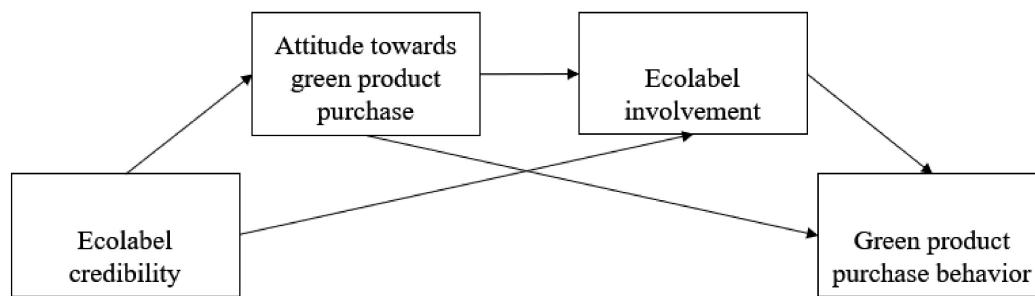 Attitude towards
green product
purchase
Ecolabel
involvement
Ecolabel
credibility
Green product
purchase behavior